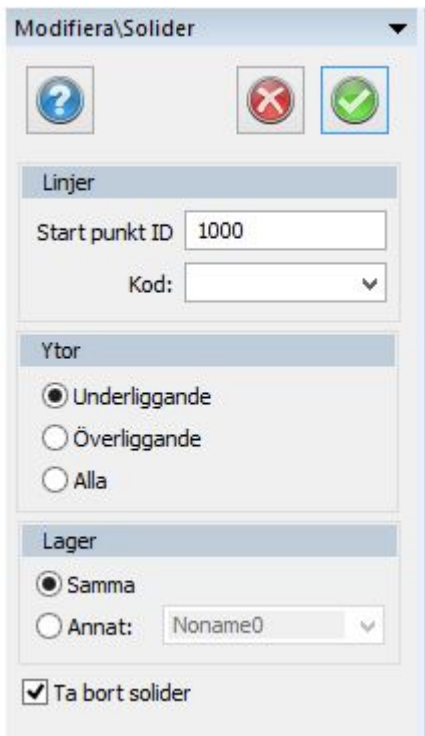 Modifiera\Solider
Linjer
Start punkt ID 1000
Kod:
Ytor
Underliggande
Överliggande
Alla
Lager
Samma
Annat: Noname0
Ta bort solider